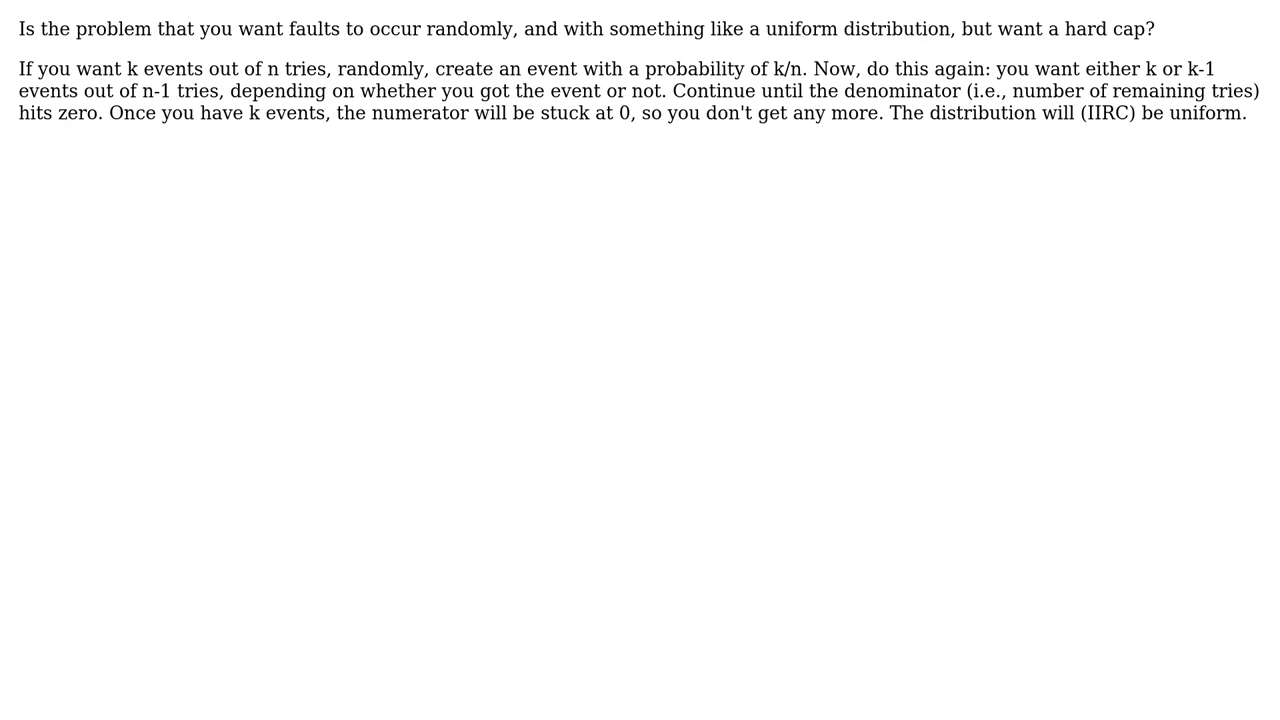 Is the problem that you want faults to occur randomly, and with something like a uniform distribution, but want a hard cap?
If you want k events out of n tries, randomly, create an event with a probability of k/n. Now, do this again: you want either k or k-1
events out of n-1 tries, depending on whether you got the event or not. Continue until the denominator (i.e., number of remaining tries)
hits zero. Once you have k events, the numerator will be stuck at 0, so you don't get any more. The distribution will (IIRC) be uniform.